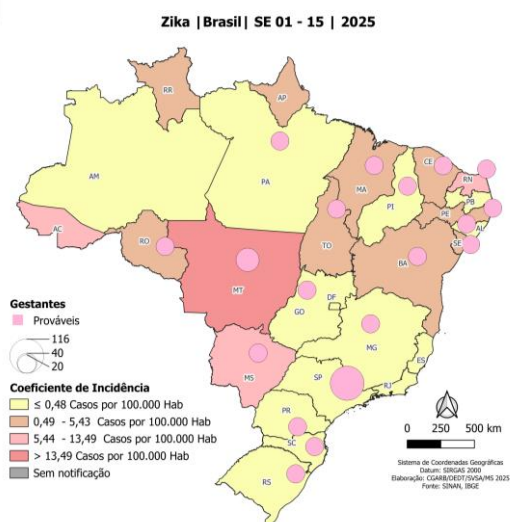 Zika |Brasil| SE 01 - 15 | 2025
RR
AP
AM
PA
MA
CE
RN
PB
PI
PE
AL
SE
AC
RO
TO
BA
MT
DF
GO
MG
ES
MS
SP
RJ
PR
SC
RS
Gestantes
Prováveis
116
40
20
Coeficiente de Incidência
≤ 0,48 Casos por 100.000 Hab
0,49 - 5,43 Casos por 100.000 Hab
5,44 - 13,49 Casos por 100.000 Hab
> 13,49 Casos por 100.000 Hab
Sem notificação
0 250 500 km
Sistema de Coordenadas Geográficas
Datum: SIRGAS 2000
Elaboração: CGARB/DEDT/SVSA/MS 2025
Fonte: SINAN, IBGE